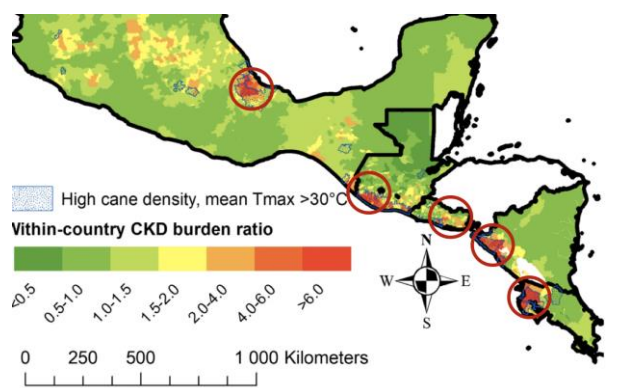 High cane density, mean Tmax >30°C
Within-country CKD burden ratio
<0.5
0.5-1.0
1.0-1.5
1.5-2.0
2.0-4.0
4.0-6.0
>6.0
N
W
E
S
0 250 500 1 000 Kilometers